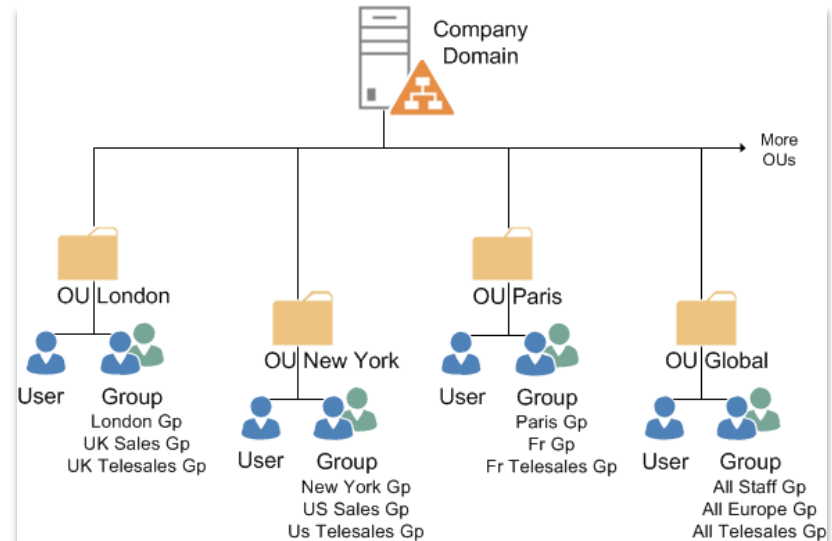 Company
Domain
More
OUs
OU London
User
Group
London Gp
UK Sales Gp
UK Telesales Gp
OU New York
User
Group
New York Gp
US Sales Gp
Us Telesales Gp
OU Paris
User
Group
Paris Gp
Fr Gp
Fr Telesales Gp
OU Global
User
Group
All Staff Gp
All Europe Gp
All Telesales Gp